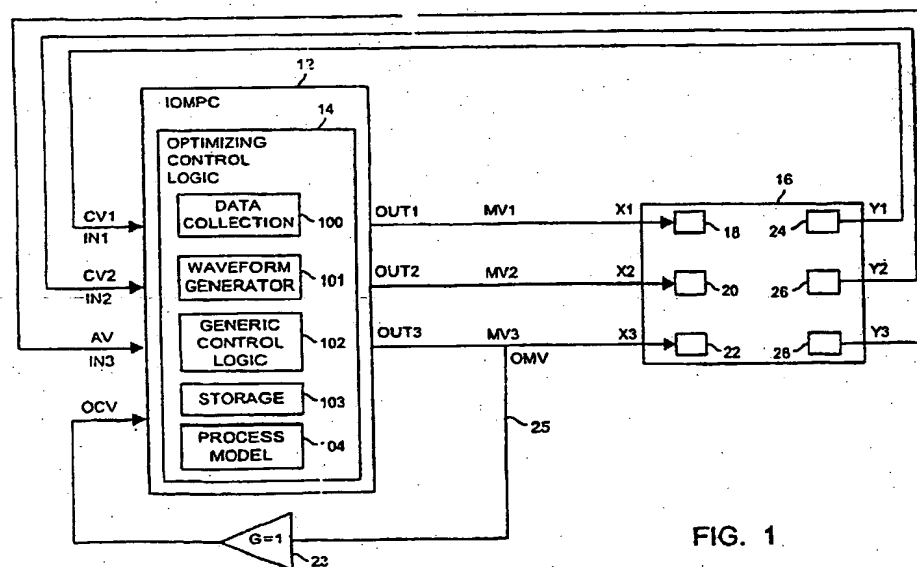 12
IOMPC
14
OPTIMIZING
CONTROL
LOGIC
DATA
COLLECTION
100
WAVEFORM
GENERATOR
101
GENERIC
CONTROL
LOGIC
102
STORAGE
103
PROCESS
MODEL
104
CV1
IN1
CV2
IN2
AV
IN3
OCV
OUT1
MV1
X1
OUT2
MV2
X2
OUT3
MV3
OMV
X3
16
18
20
22
24
26
28
Y1
Y2
Y3
25
G=1
23
FIG. 1